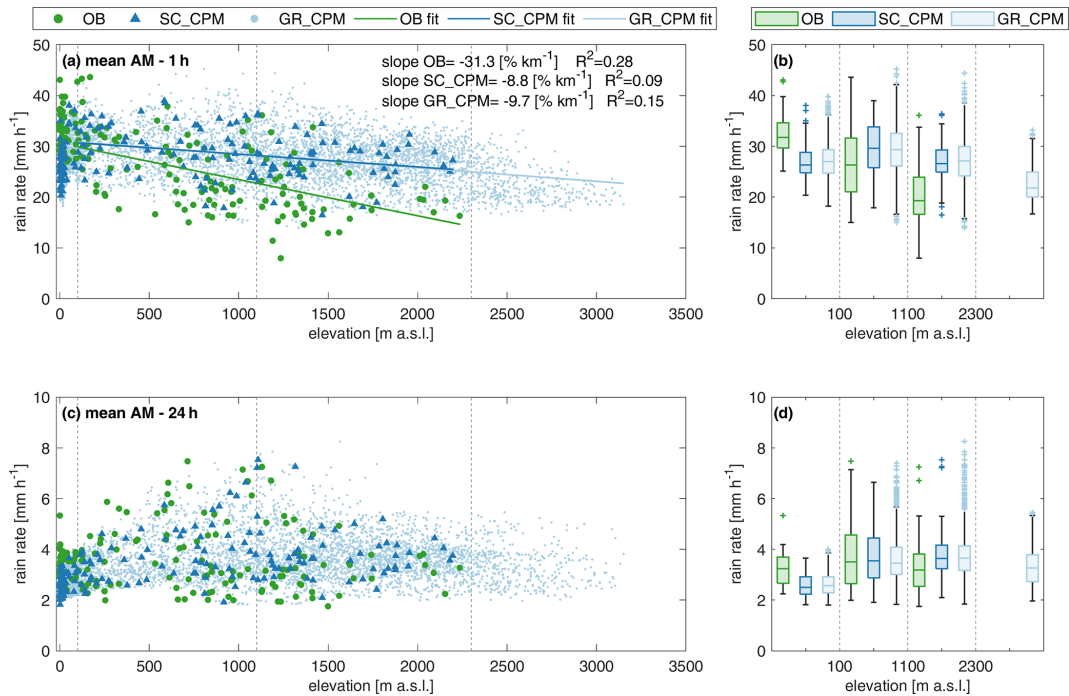 OB SC_CPM GR_CPM OB fit SC_CPM fit GR_CPM fit
OB SC_CPM GR_CPM
(a) mean AM - 1 h
slope OB= -31.3 [% km⁻¹] R²=0.28
slope SC_CPM= -8.8 [% km⁻¹] R²=0.09
slope GR_CPM= -9.7 [% km⁻¹] R²=0.15
50
40
30
20
10
0
rain rate [mm h⁻¹]
0 500 1000 1500 2000 2500 3000 3500
elevation [m a.s.l.]
(b)
50
40
30
20
10
0
rain rate [mm h⁻¹]
100 1100 2300
elevation [m a.s.l.]
(c) mean AM - 24 h
10
8
6
4
2
0
rain rate [mm h⁻¹]
0 500 1000 1500 2000 2500 3000 3500
elevation [m a.s.l.]
(d)
10
8
6
4
2
0
rain rate [mm h⁻¹]
100 1100 2300
elevation [m a.s.l.]